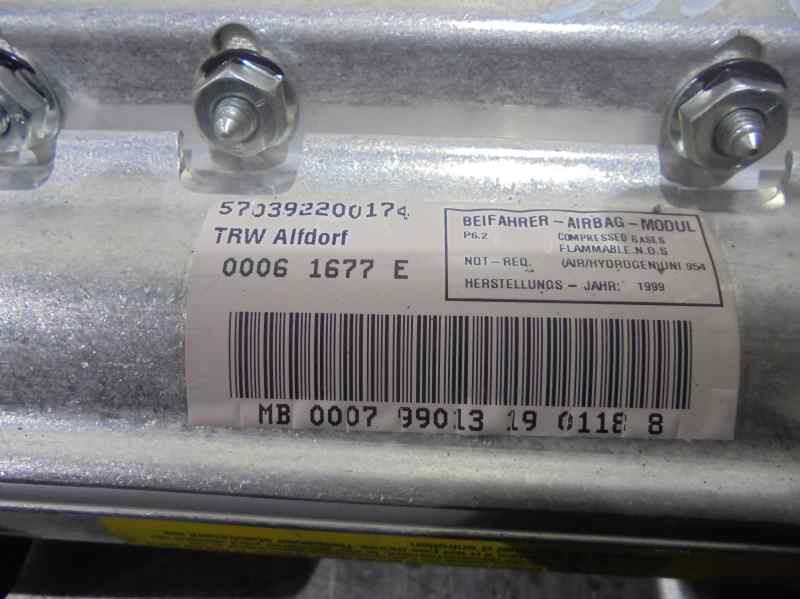 570392200174
TRW Alfdorf
0006 1677 E
BEIFAHRER-AIRBAG-MODUL
P6.2 COMPRESSED GASES
FLAMMABLE.N.O.S
NOT-REQ. (AIR/HYDROGEN)UN1 954
HERSTELLUNGS - JAHR: 1999
MB 0007 99013 19 0118 8